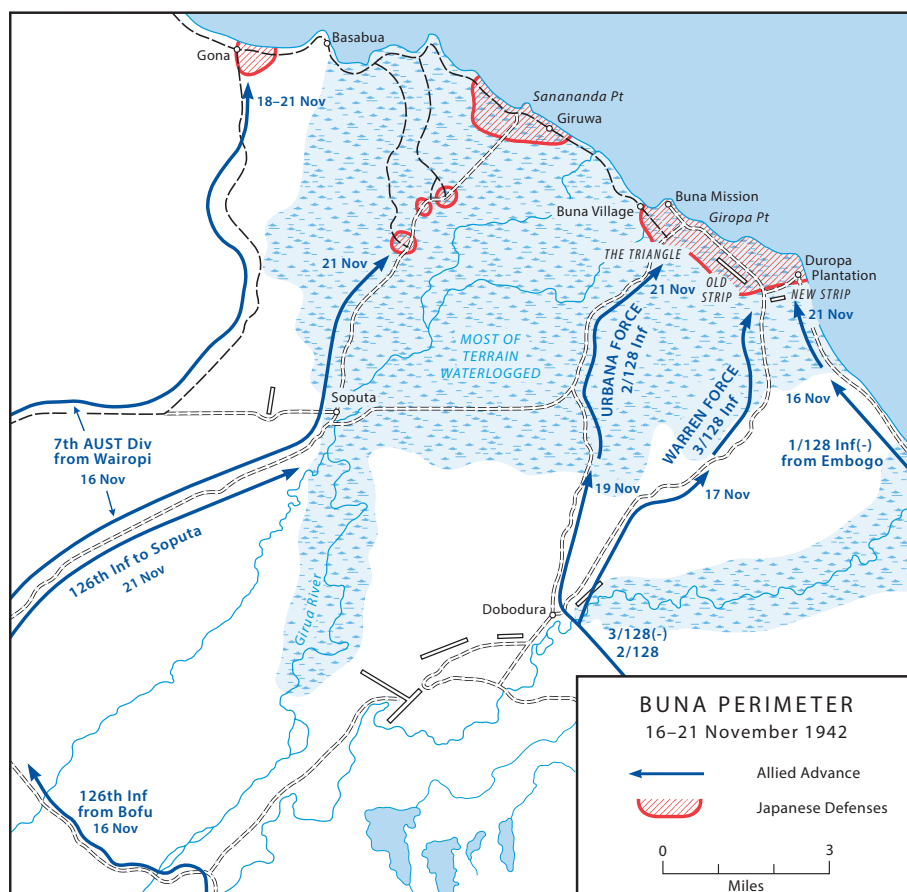 Gona
Basabua
18–21 Nov
Sanananda Pt
Giruwa
Buna Mission
Buna Village
Giropa Pt
21 Nov
THE TRIANGLE
Duropa
Plantation
21 Nov
OLD
STRIP
NEW STRIP
21 Nov
MOST OF
TERRAIN
WATERLOGGED
URBANA FORCE
2/128 Inf
WARREN FORCE
3/128 Inf
16 Nov
Soputa
7th AUST Div
from Wairopi
16 Nov
1/128 Inf(-)
from Embogo
19 Nov
17 Nov
126th Inf to Soputa
21 Nov
Girua River
Dobodura
3/128(-)
2/128
126th Inf
from Bofu
16 Nov
BUNA PERIMETER
16–21 November 1942
Allied Advance
Japanese Defenses
0
3
Miles